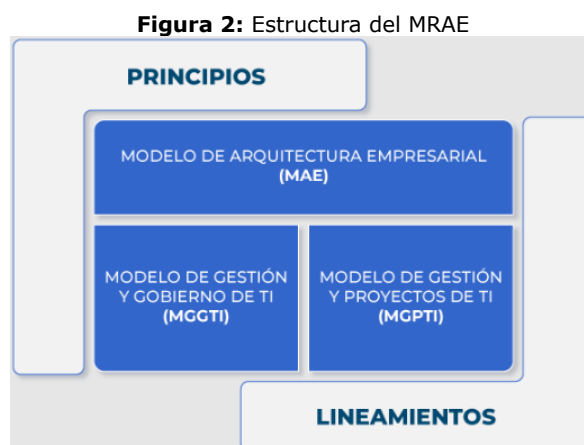 Figura 2: Estructura del MRAE
PRINCIPIOS
MODELO DE ARQUITECTURA EMPRESARIAL
(MAE)
MODELO DE GESTIÓN
Y GOBIERNO DE TI
(MGGTI)
MODELO DE GESTIÓN
Y PROYECTOS DE TI
(MGPTI)
LINEAMIENTOS